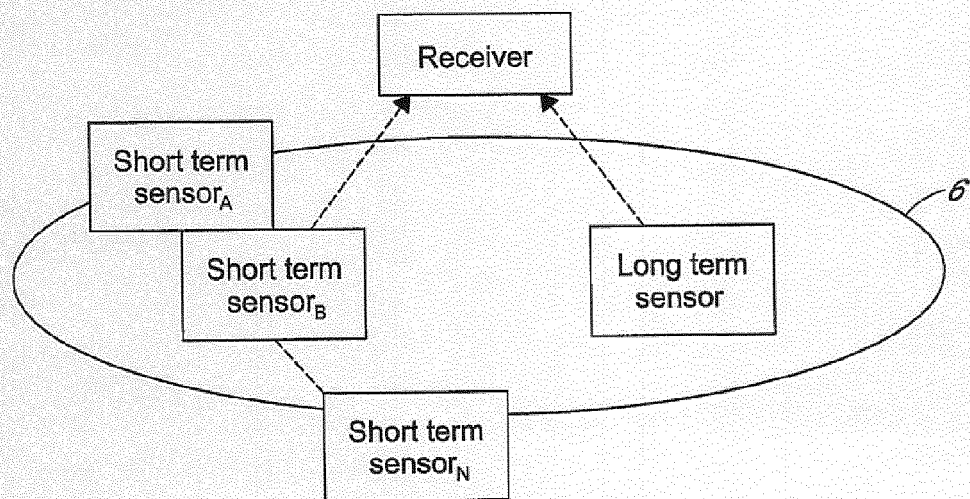 Receiver
Short term
sensorA
6
Short term
sensorB
Long term
sensor
Short term
sensorN